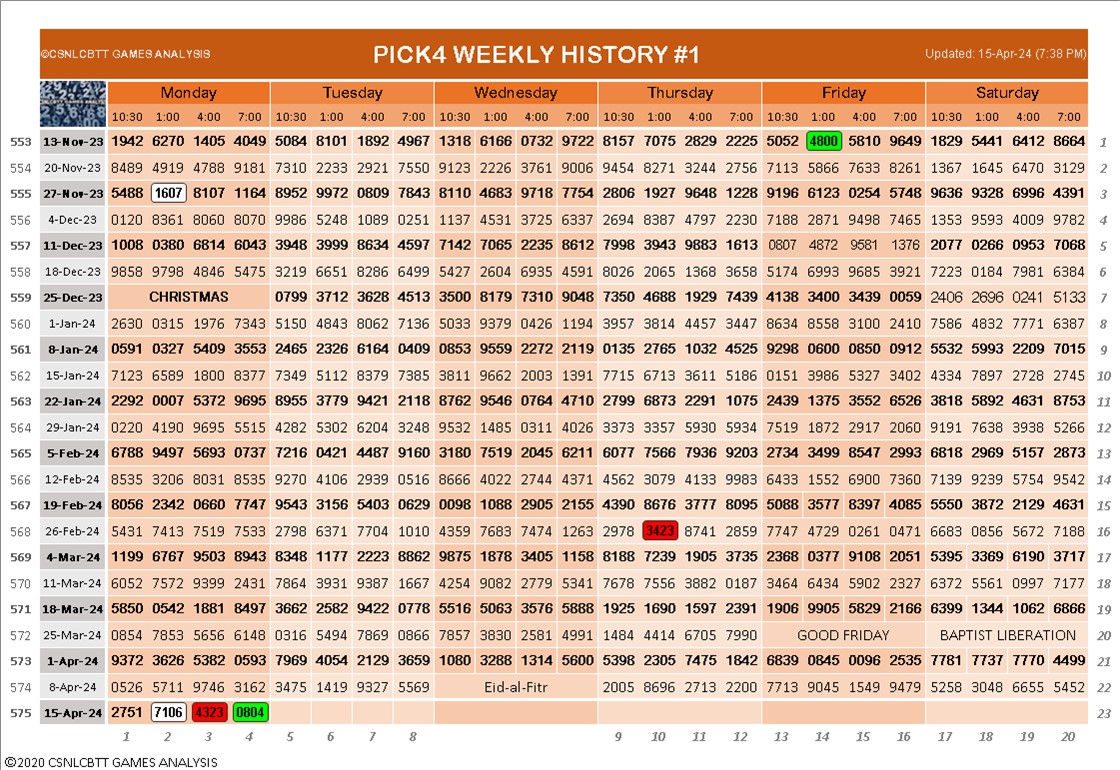 ©CSNLCBTT GAMES ANALYSIS PICK4 WEEKLY HISTORY #1 Updated: 15-Apr-24 (7:38 PM)
Monday Tuesday Wednesday Thursday Friday Saturday
10:30 1:00 4:00 7:00 10:30 1:00 4:00 7:00 10:30 1:00 4:00 7:00 10:30 1:00 4:00 7:00 10:30 1:00 4:00 7:00 10:30 1:00 4:00 7:00
553 13-Nov-23 1942 6270 1405 4049 5084 8101 1892 4967 1318 6166 0732 9722 8157 7075 2829 2225 5052 4800 5810 9649 1829 5441 6412 8664 1
554 20-Nov-23 8489 4919 4788 9181 7310 2233 2921 7550 9123 2226 3761 9006 9454 8271 3244 2756 7113 5866 7633 8261 1367 1645 6470 3129 2
555 27-Nov-23 5488 1607 8107 1164 8952 9972 0809 7843 8110 4683 9718 7754 2806 1927 9648 1228 9196 6123 0254 5748 9636 9328 6996 4391 3
556 4-Dec-23 0120 8361 8060 8070 9986 5248 1089 0251 1137 4531 3725 6337 2694 8387 4797 2230 7188 2871 9498 7465 1353 9593 4009 9782 4
557 11-Dec-23 1008 0380 6814 6043 3948 3999 8634 4597 7142 7065 2235 8612 7998 3943 9883 1613 0807 4872 9581 1376 2077 0266 0953 7068 5
558 18-Dec-23 9858 9798 4846 5475 3219 6651 8286 6499 5427 2604 6935 4591 8026 2065 1368 3658 5174 6993 9685 3921 7223 0184 7981 6384 6
559 25-Dec-23 CHRISTMAS 0799 3712 3628 4513 3500 8179 7310 9048 7350 4688 1929 7439 4138 3400 3439 0059 2406 2696 0241 5133 7
560 1-Jan-24 2630 0315 1976 7343 5150 4843 8062 7136 5033 9379 0426 1194 3957 3814 4457 3447 8634 8558 3100 2410 7586 4832 7771 6387 8
561 8-Jan-24 0591 0327 5409 3553 2465 2326 6164 0409 0853 9559 2272 2119 0135 2765 1032 4525 9298 0600 0850 0912 5532 5993 2209 7015 9
562 15-Jan-24 7123 6589 1800 8377 7349 5112 8379 7385 3811 9662 2003 1391 7715 6713 3611 5186 0151 3986 5327 3402 4334 7897 2728 2745 10
563 22-Jan-24 2292 0007 5372 9695 8955 3779 9421 2118 8762 9546 0764 4710 2799 6873 2291 1075 2439 1375 3552 6526 3818 5892 4631 8753 11
564 29-Jan-24 0220 4190 9695 5515 4282 5302 6204 3248 9532 1485 0311 4026 3373 3357 5930 5934 7519 1872 2917 2060 9191 7638 3938 5266 12
565 5-Feb-24 6788 9497 5693 0737 7216 0421 4487 9160 3180 7519 2045 6211 6077 7566 7936 9203 2734 3499 8547 2993 6818 2969 5157 2873 13
566 12-Feb-24 8535 3206 8031 8535 9270 4106 2939 0516 8666 4022 2744 4371 4562 3079 4133 9983 6433 1552 6900 7360 7139 9239 5754 9542 14
567 19-Feb-24 8056 2342 0660 7747 9543 3156 5403 0629 0098 1088 2905 2155 4390 8676 3777 8095 5088 3577 8397 4085 5550 3872 2129 4631 15
568 26-Feb-24 5431 7413 7519 7533 2798 6371 7704 1010 4359 7683 7474 1263 2978 3423 8741 2859 7747 4729 0261 0471 6683 0856 5672 7188 16
569 4-Mar-24 1199 6767 9503 8943 8348 1177 2223 8862 9875 1878 3405 1158 8188 7239 1905 3735 2368 0377 9108 2051 5395 3369 6190 3717 17
570 11-Mar-24 6052 7572 9399 2431 7864 3931 9387 1667 4254 9082 2779 5341 7678 7556 3882 0187 3464 6434 5902 2327 6372 5561 0997 7177 18
571 18-Mar-24 5850 0542 1881 8497 3662 2582 9422 0778 5516 5063 3576 5888 1925 1690 1597 2391 1906 9905 5829 2166 6399 1344 1062 6866 19
572 25-Mar-24 0854 7853 5656 6148 0316 5494 7869 0866 7857 3830 2581 4991 1484 4414 6705 7990 GOOD FRIDAY BAPTIST LIBERATION 20
573 1-Apr-24 9372 3626 5382 0593 7969 4054 2129 3659 1080 3288 1314 5600 5398 2305 7475 1842 6839 0845 0096 2535 7781 7737 7770 4499 21
574 8-Apr-24 0526 5711 9746 3162 3475 1419 9327 5569 Eid-al-Fitr 2005 8696 2713 2200 7713 9045 1549 9479 5258 3048 6655 5452 22
575 15-Apr-24 2751 7106 4323 0804 23
1 2 3 4 5 6 7 8 9 10 11 12 13 14 15 16 17 18 19 20
©2020 CSNLCBTT GAMES ANALYSIS